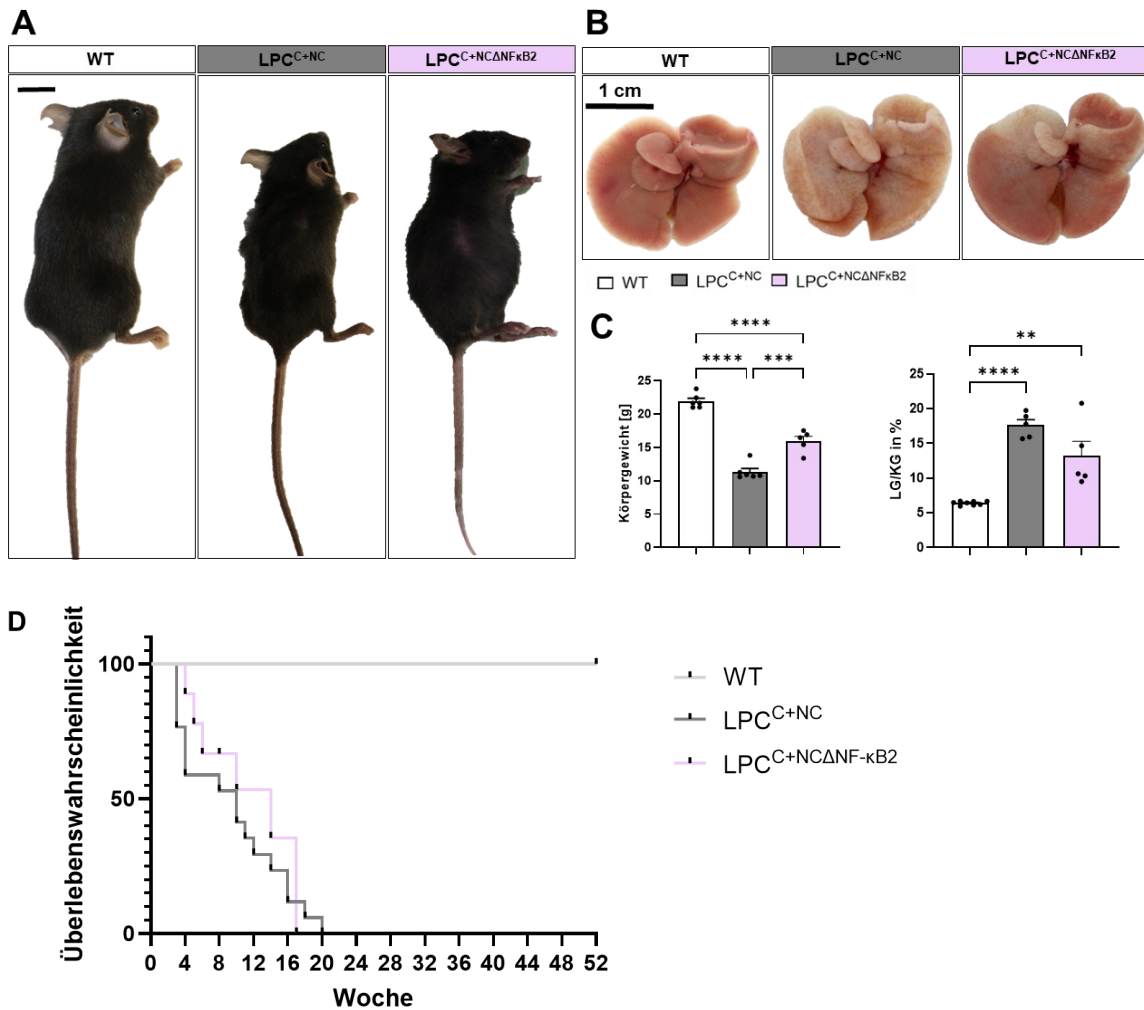 A
WT
LPC^C+NC
LPC^C+NCΔNFκB2
B
WT
LPC^C+NC
LPC^C+NCΔNFκB2
1 cm
WT
LPC^C+NC
LPC^C+NCΔNFκB2
C
****
****
***
Körpergewicht [g]
25
20
15
10
5
0
**
****
LG/KG in %
25
20
15
10
5
0
D
Überlebenswahrscheinlichkeit
100
50
0
0 4 8 12 16 20 24 28 32 36 40 44 48 52
Woche
WT
LPC^C+NC
LPC^C+NCΔNF-κB2